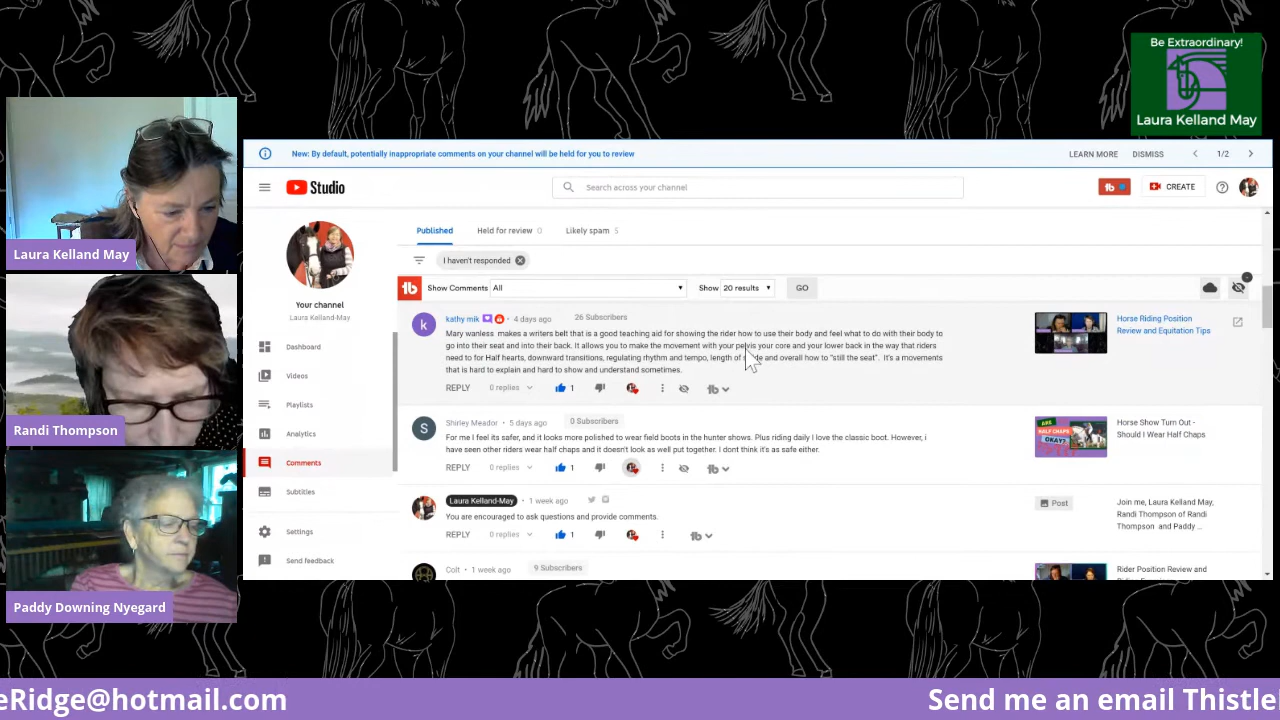 Be Extraordinary!
Laura Kelland May
New: By default, potentially inappropriate comments on your channel will be held for you to review
LEARN MORE
DISMISS
1/2
Studio
Search across your channel
CREATE
Laura Kelland May
Randi Thompson
Paddy Downing Nyegard
Your channel
Laura Kelland-May
Dashboard
Videos
Playlists
Analytics
Comments
Subtitles
Settings
Send feedback
Published
Held for review 0
Likely spam 5
I haven't responded
Show Comments All
Show 20 results
GO
kathy mik • 4 days ago 26 Subscribers
Mary wanless makes a writers belt that is a good teaching aid for showing the rider how to use their body and feel what to do with their body to
go into their seat and into their back. It allows you to make the movement with your pelvis your core and your lower back in the way that riders
need to for Half hearts, downward transitions, regulating rhythm and tempo, length of and overall how to "still the seat". It's a movements
that is hard to explain and hard to show and understand sometimes.
REPLY 0 replies 1
Horse Riding Position
Review and Equitation Tips
Shirley Meador • 5 days ago 0 Subscribers
For me I feel its safer, and it looks more polished to wear field boots in the hunter shows. Plus riding daily I love the classic boot. However, i
have seen other riders wear half chaps and it doesn't look as well put together. I dont think it's as safe either.
REPLY 0 replies 1
ARE
HALF CHAPS
OKAY?
Horse Show Turn Out -
Should I Wear Half Chaps
Laura Kelland-May • 1 week ago
You are encouraged to ask questions and provide comments.
REPLY 0 replies 1
Post
Join me, Laura Kelland May,
Randi Thompson of Randi
Thompson and Paddy ...
Colt • 1 week ago 9 Subscribers
Rider Position Review and
eRidge@hotmail.com
Send me an email Thistle